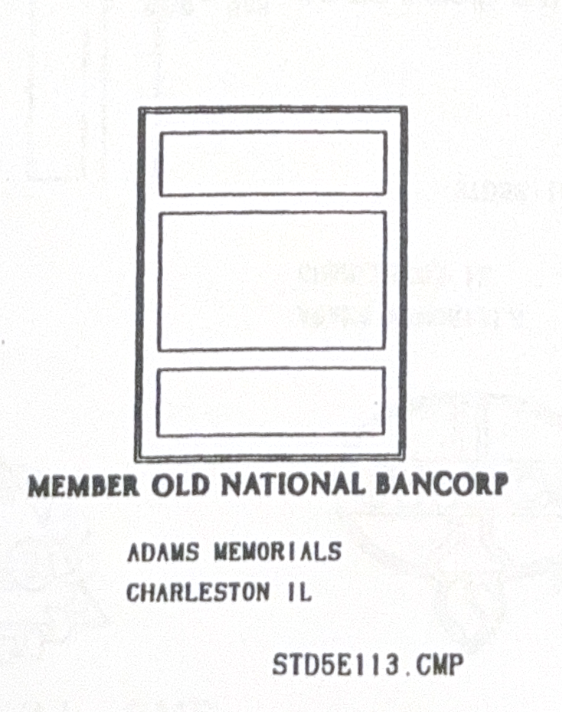 MEMBER OLD NATIONAL BANCORP
ADAMS MEMORIALS
CHARLESTON IL
STD5E113.CMP